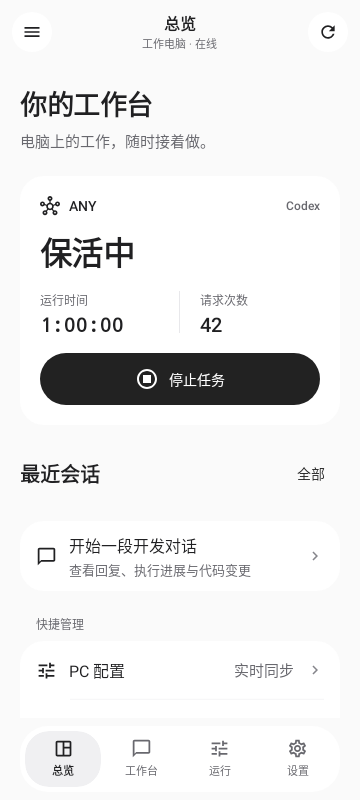 总览
工作电脑 · 在线
你的工作台
电脑上的工作，随时接着做。
ANY
Codex
保活中
运行时间
请求次数
1:00:00
42
停止任务
最近会话
全部
开始一段开发对话
查看回复、执行进展与代码变更
快捷管理
PC 配置
实时同步
总览
工作台
运行
设置